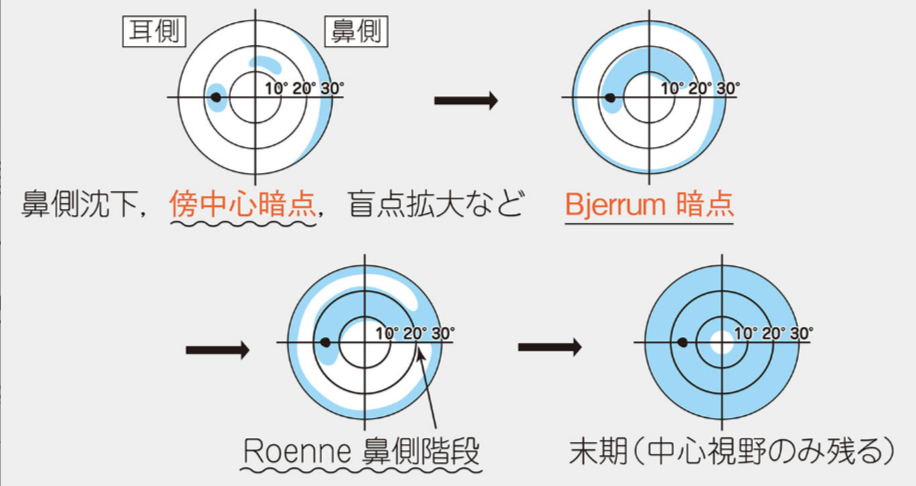 耳側
鼻側
10° 20° 30°
10° 20° 30°
鼻側沈下，傍中心暗点，盲点拡大など
Bjerrum 暗点
10° 20° 30°
10° 20° 30°
Roenne 鼻側階段
末期（中心視野のみ残る）